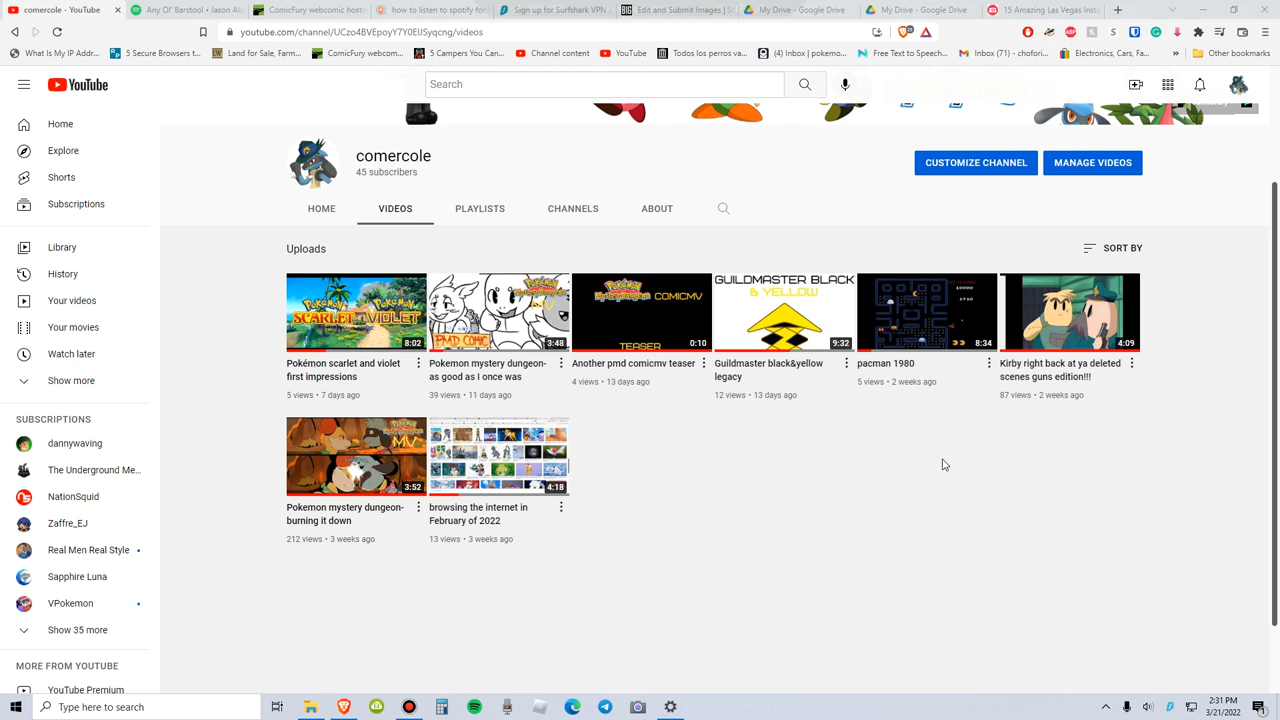 comercole - YouTube
Any Ol' Barstool • Jason Al
ComicFury webcomic hosti
how to listen to spotify for
Sign up for Surfshark VPN
Edit and Submit Images | Si
My Drive - Google Drive
My Drive - Google Drive
15 Amazing Las Vegas Insta
youtube.com/channel/UCzo4BVEpoyY7Y0EIJSyqcng/videos
What Is My IP Addr...
5 Secure Browsers t...
Land for Sale, Farm...
ComicFury webcom...
5 Campers You Can...
Channel content
YouTube
Todos los perros va...
(4) Inbox | pokemo...
Free Text to Speech...
Inbox (71) - chofori...
Electronics, Cars, Fa...
Other bookmarks
YouTube
Search
Home
Explore
Shorts
Subscriptions
Library
History
Your videos
Your movies
Watch later
Show more
SUBSCRIPTIONS
dannywaving
The Underground Me...
NationSquid
Zaffre_EJ
Real Men Real Style
Sapphire Luna
VPokemon
Show 35 more
MORE FROM YOUTUBE
YouTube Premium
comercole
45 subscribers
CUSTOMIZE CHANNEL
MANAGE VIDEOS
HOME
VIDEOS
PLAYLISTS
CHANNELS
ABOUT
Uploads
SORT BY
POKÉMON SCARLET
POKÉMON VIOLET
8:02
Pokémon scarlet and violet
first impressions
5 views • 7 days ago
PMD COMIC
MV
3:48
Pokemon mystery dungeon-
as good as I once was
39 views • 11 days ago
COMICMV
TEASER
0:10
Another pmd comicmv teaser
4 views • 13 days ago
GUILDMASTER BLACK
& YELLOW
9:32
Guildmaster black&yellow
legacy
12 views • 13 days ago
8:34
pacman 1980
5 views • 2 weeks ago
4:09
Kirby right back at ya deleted
scenes guns edition!!!
87 views • 2 weeks ago
MV
3:52
Pokemon mystery dungeon-
burning it down
212 views • 3 weeks ago
4:18
browsing the internet in
February of 2022
13 views • 3 weeks ago
Type here to search
2:31 PM
3/21/2022